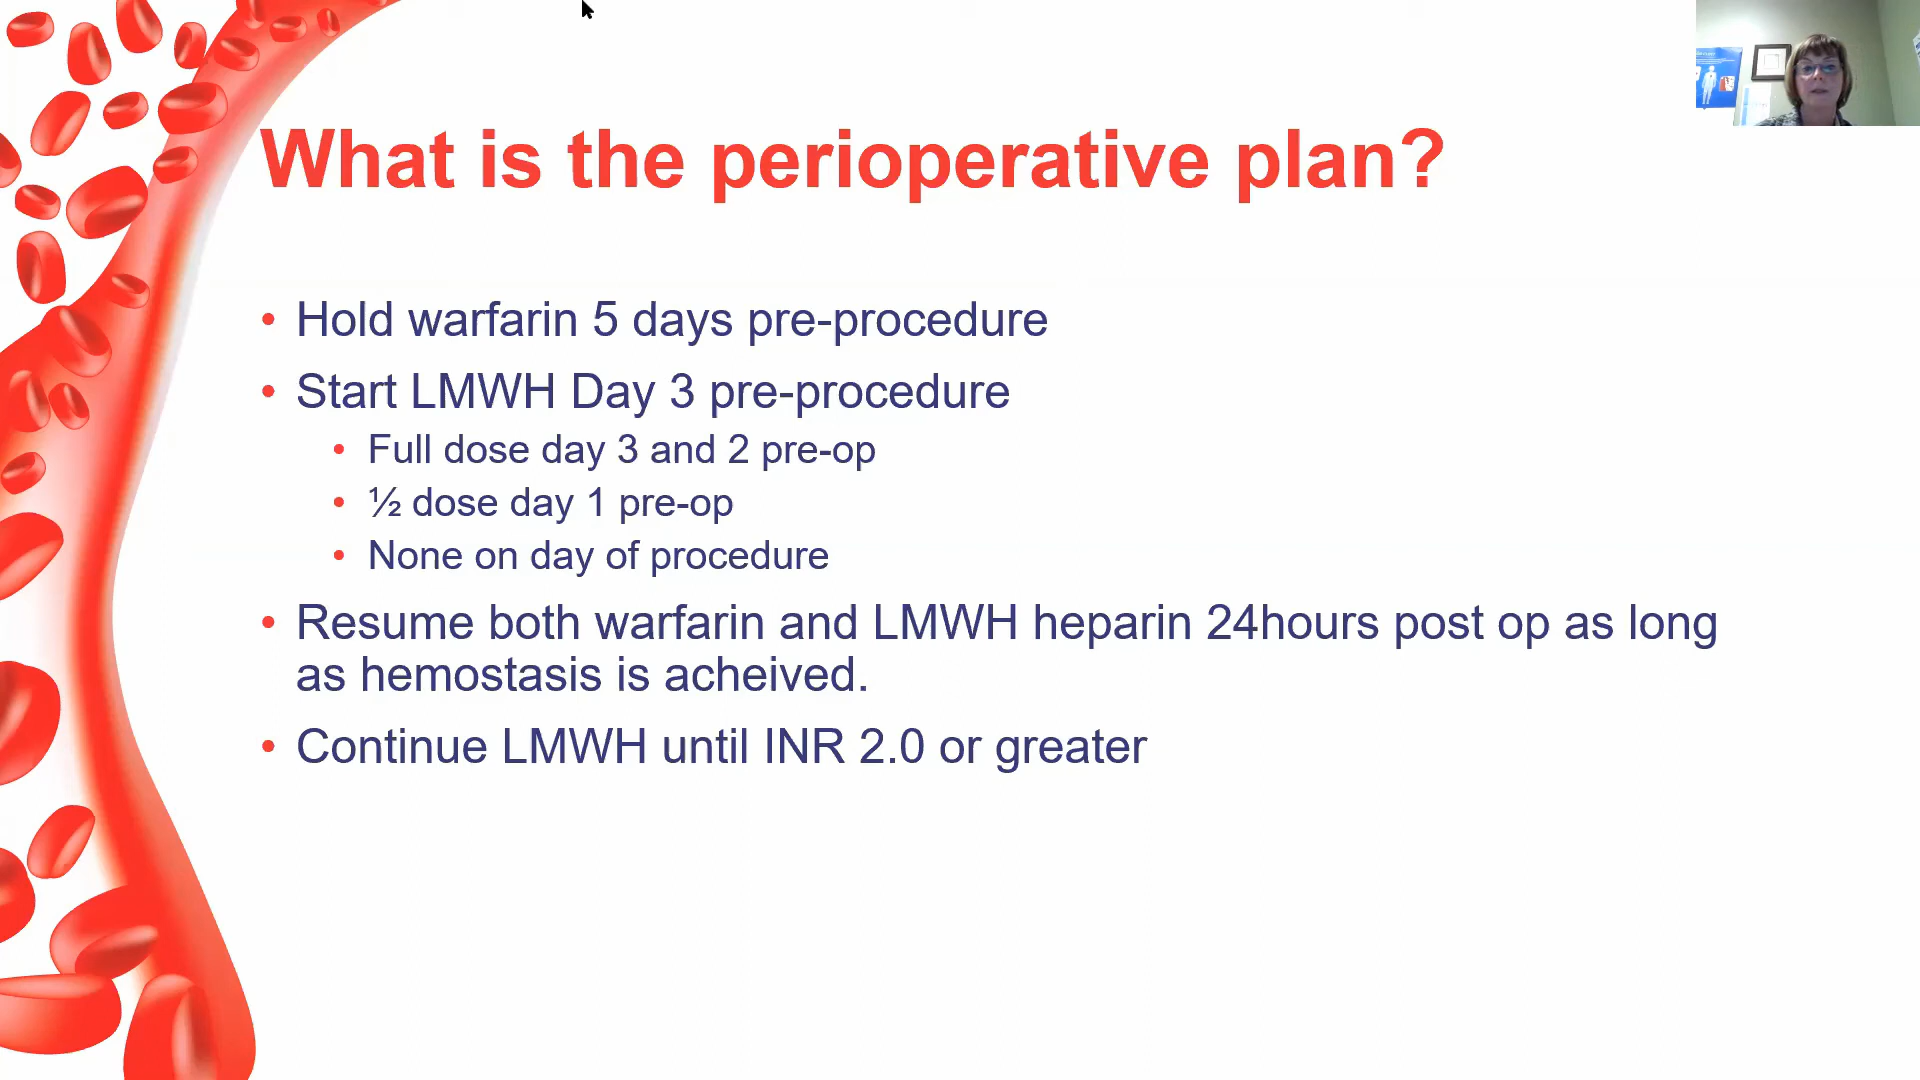 What is the perioperative plan?
• Hold warfarin 5 days pre-procedure
• Start LMWH Day 3 pre-procedure
• Full dose day 3 and 2 pre-op
• ½ dose day 1 pre-op
• None on day of procedure
• Resume both warfarin and LMWH heparin 24hours post op as long
as hemostasis is acheived.
• Continue LMWH until INR 2.0 or greater